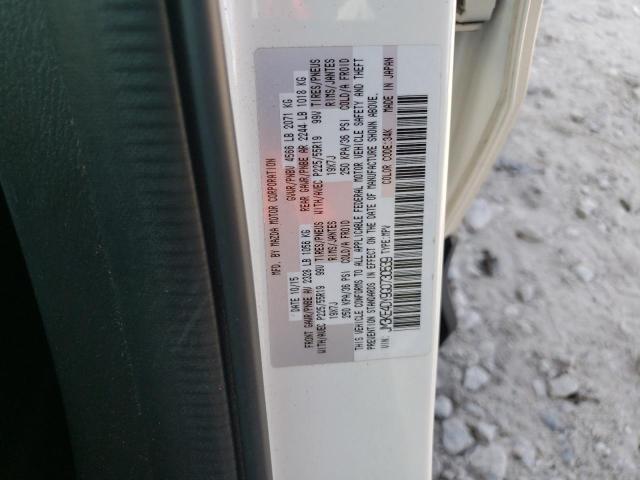 MFD. BY MAZDA MOTOR CORPORATION
DATE 10/15 GVWR/PNBV 4566 LB 2071 KG
FRONT GAWR/PNBE AV 2328 LB 1056 KG REAR GAWR/PNBE AR 2244 LB 1018 KG
WITH/AVEC P225/55R19 99V TIRES/PNEUS WITH/AVEC P225/55R19 99V TIRES/PNEUS
19X7J RIMS/JANTES 19X7J RIMS/JANTES
250 KPA/36 PSI COLD/A FROID 250 KPA/36 PSI COLD/A FROID
THIS VEHICLE CONFORMS TO ALL APPLICABLE FEDERAL MOTOR VEHICLE SAFETY AND THEFT
PREVENTION STANDARDS IN EFFECT ON THE DATE OF MANUFACTURE SHOWN ABOVE.
VIN: JM3KE4DY9G0730639 TYPE:MPV COLOR CODE:34K MADE IN JAPAN